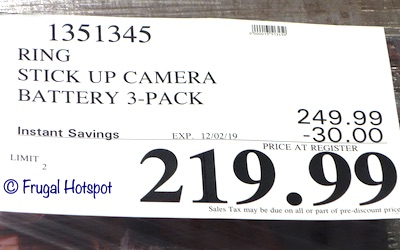 1351345
RING
STICK UP CAMERA
BATTERY 3-PACK
249.99
Instant Savings EXP. 12/02/19 -30.00
PRICE AT REGISTER
LIMIT 2
219.99
© Frugal Hotspot
Sales Tax may be due on all or part of pre-discount price